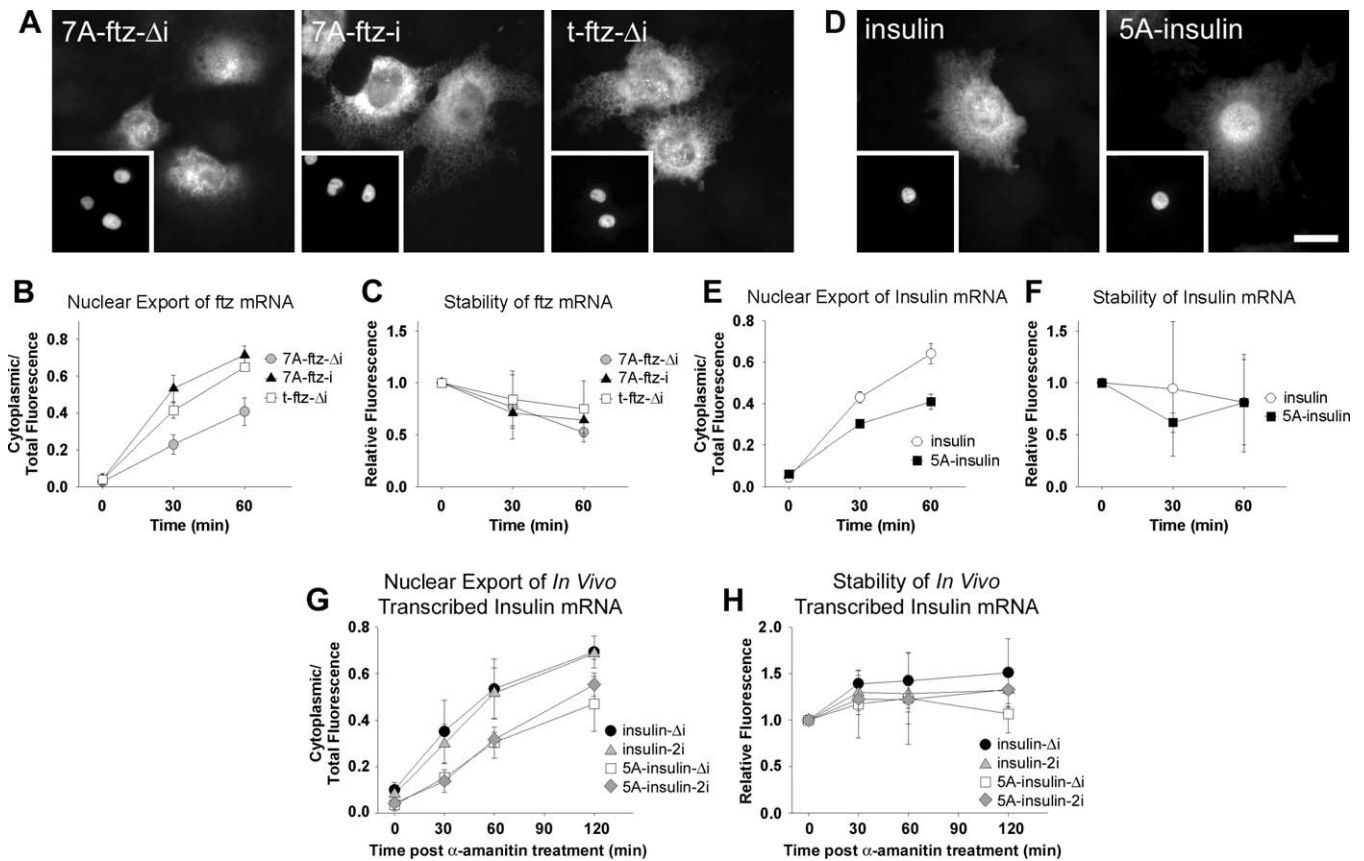 A
7A-ftz-Δi
7A-ftz-i
t-ftz-Δi
D
insulin
5A-insulin
B
Nuclear Export of ftz mRNA
Cytoplasmic/
Total Fluorescence
0.8
0.6
0.4
0.2
0.0
0
30
60
Time (min)
7A-ftz-Δi
7A-ftz-i
t-ftz-Δi
C
Stability of ftz mRNA
Relative Fluorescence
1.5
1.0
0.5
0.0
0
30
60
Time (min)
7A-ftz-Δi
7A-ftz-i
t-ftz-Δi
E
Nuclear Export of Insulin mRNA
Cytoplasmic/
Total Fluorescence
0.8
0.6
0.4
0.2
0.0
0
30
60
Time (min)
insulin
5A-insulin
F
Stability of Insulin mRNA
Relative Fluorescence
1.5
1.0
0.5
0.0
0
30
60
Time (min)
insulin
5A-insulin
G
Nuclear Export of In Vivo
Transcribed Insulin mRNA
Cytoplasmic/
Total Fluorescence
0.8
0.6
0.4
0.2
0.0
0
30
60
90
120
Time post α-amanitin treatment (min)
insulin-Δi
insulin-2i
5A-insulin-Δi
5A-insulin-2i
H
Stability of In Vivo
Transcribed Insulin mRNA
Relative Fluorescence
2.0
1.5
1.0
0.5
0.0
0
30
60
90
120
Time post α-amanitin treatment (min)
insulin-Δi
insulin-2i
5A-insulin-Δi
5A-insulin-2i